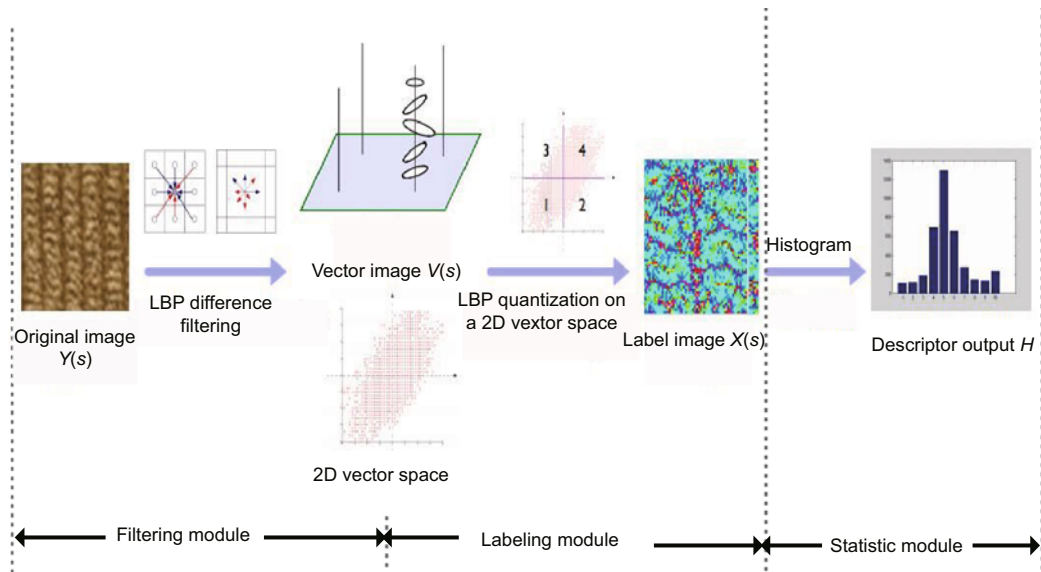 Original image
Y(s)
LBP difference
filtering
Vector image V(s)
2D vector space
3 4
1 2
LBP quantization on
a 2D vextor space
Label image X(s)
Histogram
Descriptor output H
Filtering module
Labeling module
Statistic module